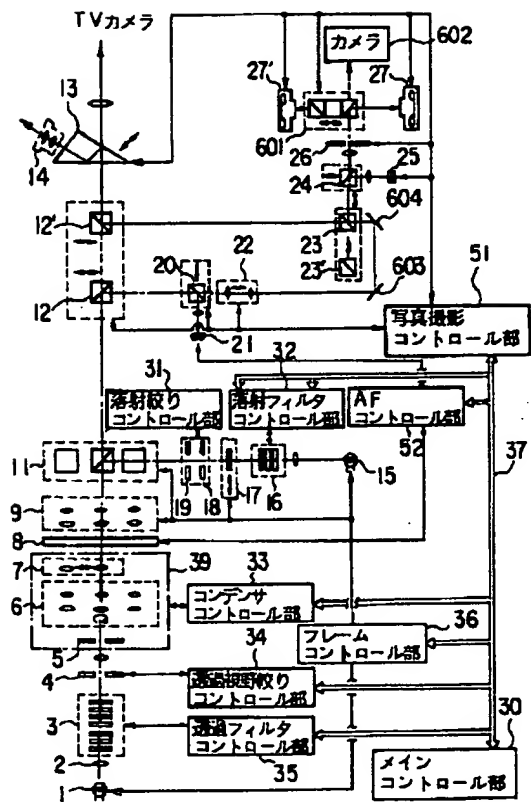 TVカメラ
13
14
カメラ
602
27'
27
601
26
25
24
12'
604
23
20
22
23'
12
603
51
21
写真撮影
コントロール部
31
32
落射絞り
コントロール部
落射フィルタ
コントロール部
AF
コントロール部
52
11
19
18
17
16
15
37
9
8
7
39
33
6
コンデンサ
コントロール部
36
5
34
フレーム
コントロール部
4
透過視野絞り
コントロール部
3
30
透過フィルタ
コントロール部
2
35
メイン
コントロール部
1